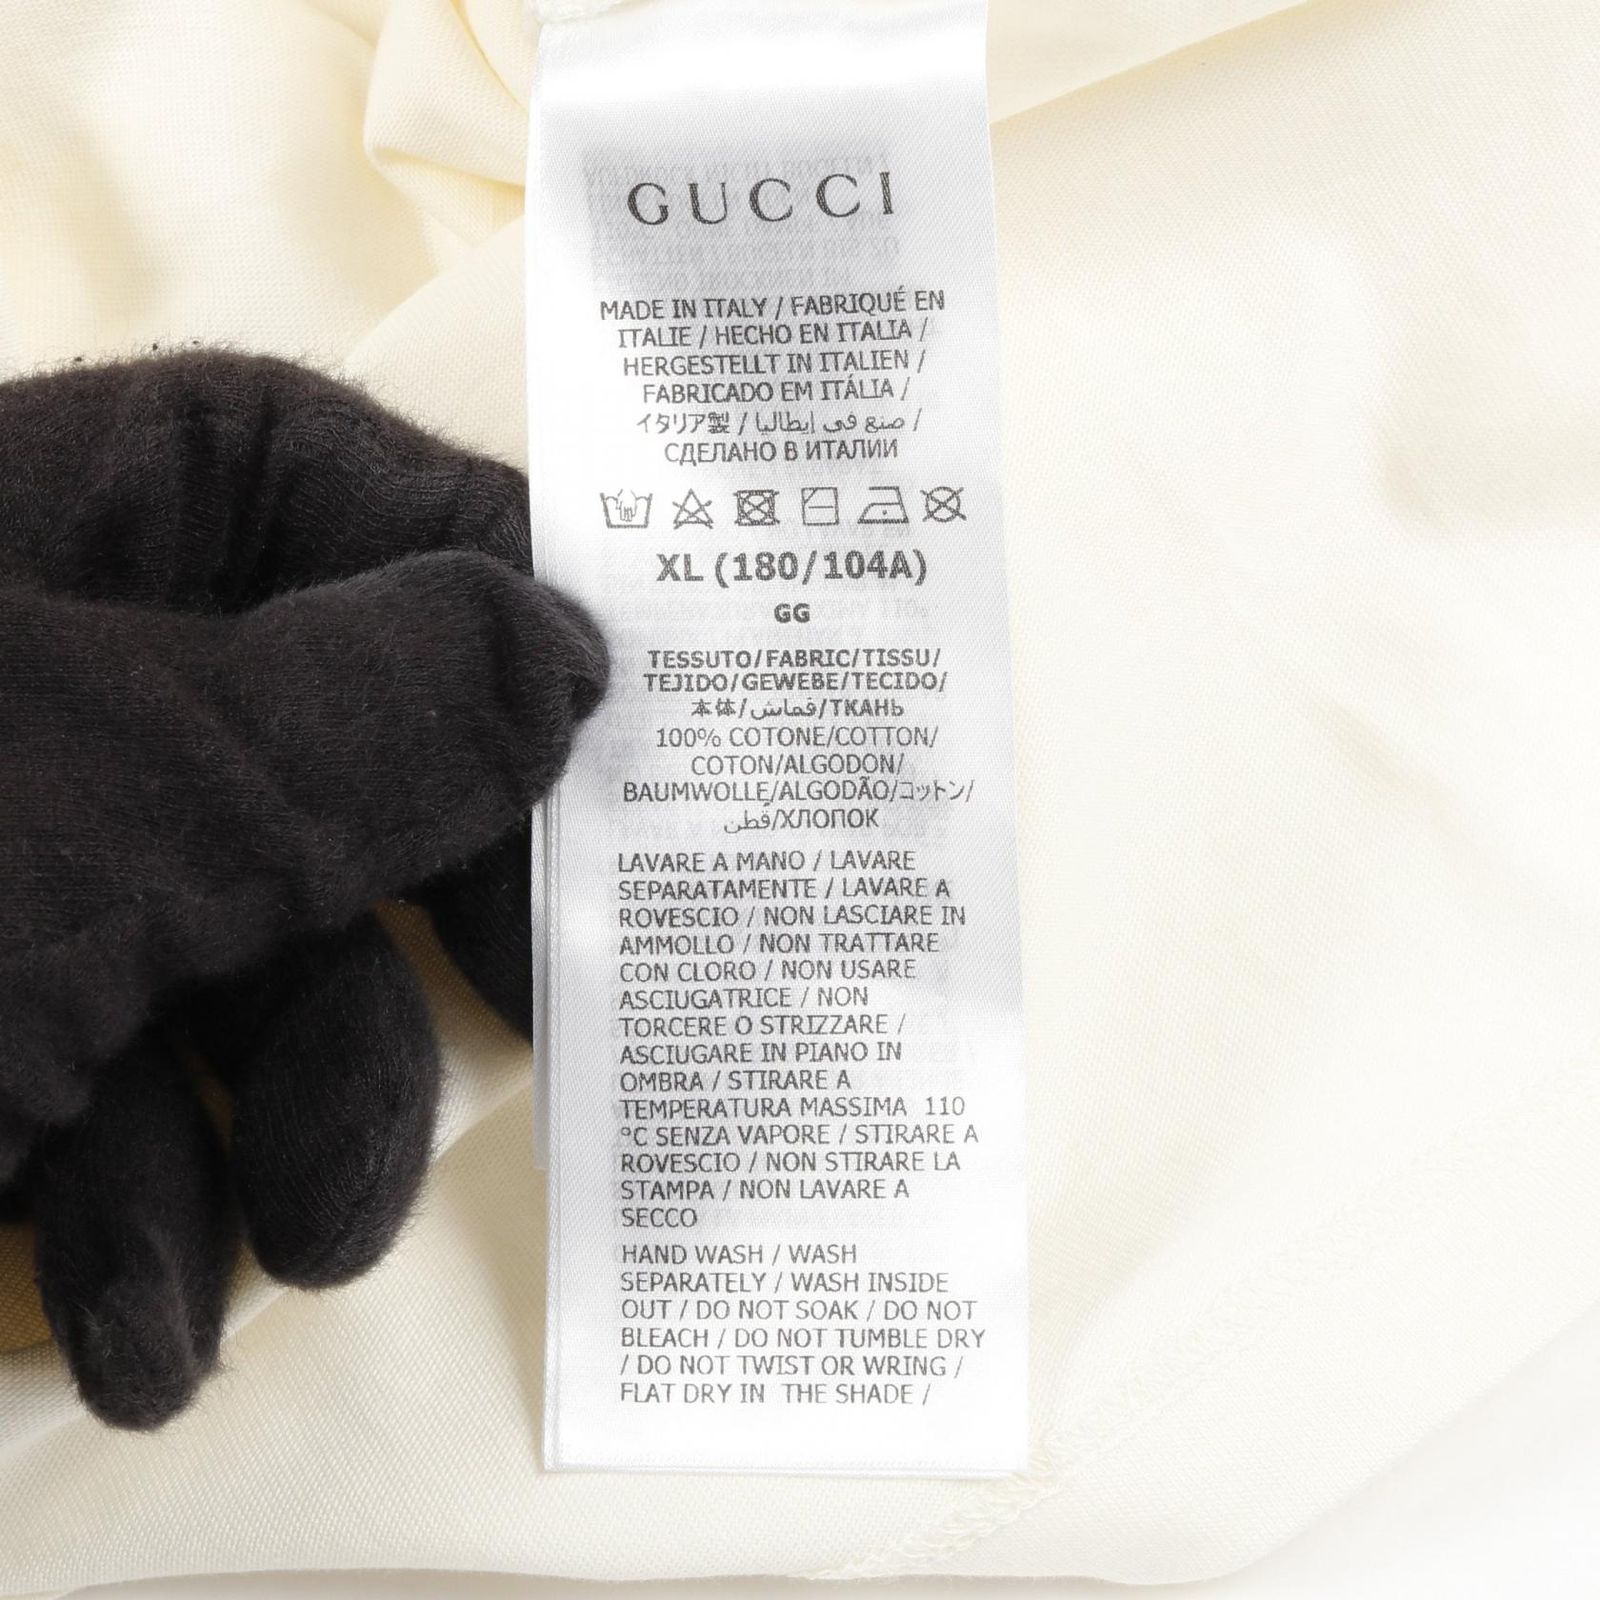 GUCCI
MADE IN ITALY / FABRIQUÉ EN
ITALIE / HECHO EN ITALIA /
HERGESTELLT IN ITALIEN /
FABRICADO EM ITÁLIA /
イタリア製 / صنع في إيطاليا /
СДЕЛАНО В ИТАЛИИ
XL (180/104A)
GG
TESSUTO/FABRIC/TISSU/
TEJIDO/GEWEBE/TECIDO/
本体/قماش/ТКАНЬ
100% COTONE/COTTON/
COTON/ALGODON/
BAUMWOLLE/ALGODÃO/コットン/
قطن/ХЛОПОК
LAVARE A MANO / LAVARE
SEPARATAMENTE / LAVARE A
ROVESCIO / NON LASCIARE IN
AMMOLLO / NON TRATTARE
CON CLORO / NON USARE
ASCIUGATRICE / NON
TORCERE O STRIZZARE /
ASCIUGARE IN PIANO IN
OMBRA / STIRARE A
TEMPERATURA MASSIMA 110
°C SENZA VAPORE / STIRARE A
ROVESCIO / NON STIRARE LA
STAMPA / NON LAVARE A
SECCO
HAND WASH / WASH
SEPARATELY / WASH INSIDE
OUT / DO NOT SOAK / DO NOT
BLEACH / DO NOT TUMBLE DRY
/ DO NOT TWIST OR WRING /
FLAT DRY IN THE SHADE /